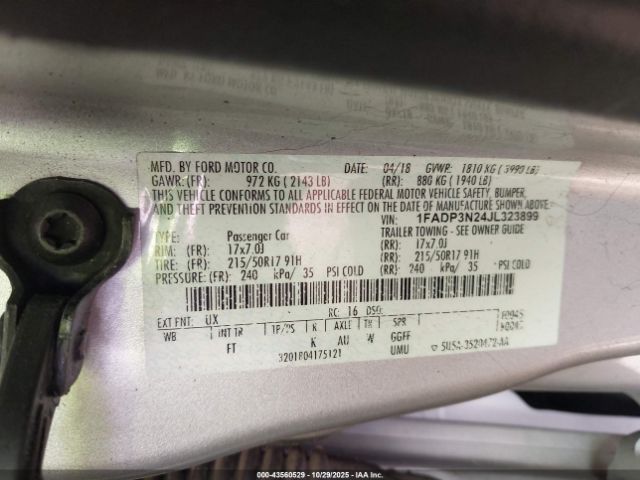 MFD. BY FORD MOTOR CO. DATE: 04/18 GVWR: 1810 KG (3990 LB)
GAWR: (FR): 972 KG (2143 LB) (RR): 880 KG (1940 LB)
THIS VEHICLE CONFORMS TO ALL APPLICABLE FEDERAL MOTOR VEHICLE SAFETY, BUMPER,
AND THEFT PREVENTION STANDARDS IN EFFECT ON THE DATE OF MANUFACTURE SHOWN ABOVE.
VIN: 1FADP3N24JL323899
TYPE: Passenger Car TRAILER TOWING - SEE OWNER GUIDE
RIM: (FR): 17x7.0J (RR): 17x7.0J
TIRE: (FR): 215/50R17 91H (RR): 215/50R17 91H
PRESSURE: (FR): 240 kPa/ 35 PSI COLD (RR): 240 kPa/ 35 PSI COLD
EXT PNT: UX RC: 16 DSO:
WB INT TR TP/PS R AXLE TR SPR
FT K AU W GGFF
3201804175121 UMU 5U5A-3520472-AA
000-43560529 - 10/29/2025 - IAA Inc.